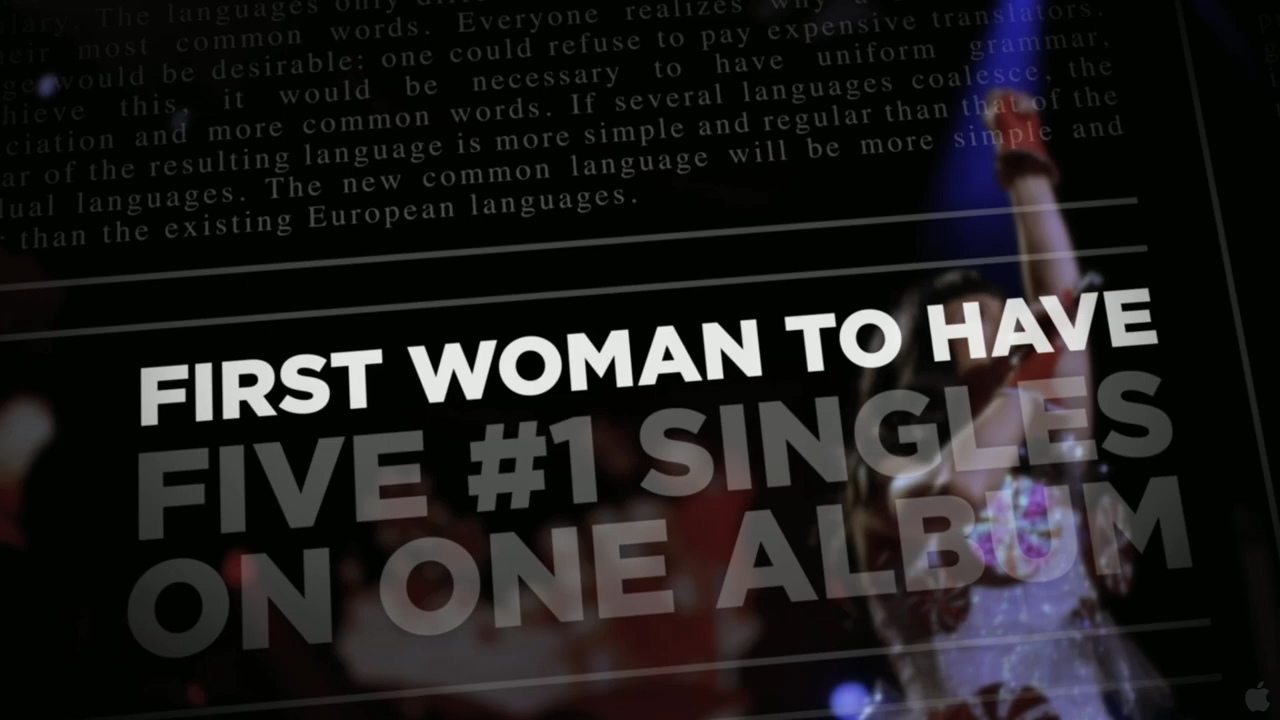 lary. The languages only
most common words. Everyone realizes why a
would be desirable: one could refuse to pay expensive translators.
this, it would be necessary to have uniform grammar,
ciation and more common words. If several languages coalesce, the
ar of the resulting language is more simple and regular than that of the
ual languages. The new common language will be more simple and
than the existing European languages.
FIRST WOMAN TO HAVE
FIVE #1 SINGLES
ON ONE ALBUM